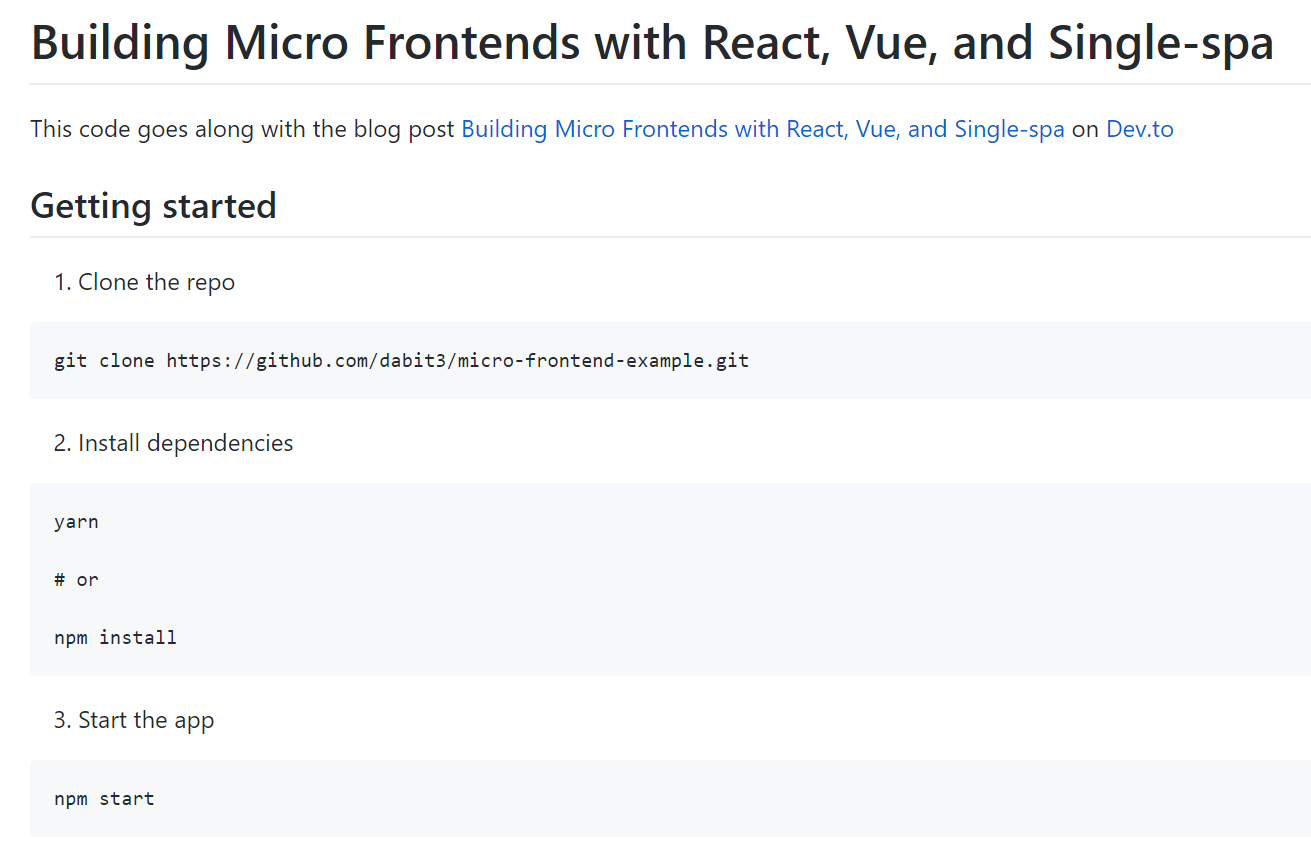 Building Micro Frontends with React, Vue, and Single-spa
This code goes along with the blog post Building Micro Frontends with React, Vue, and Single-spa on Dev.to
Getting started
1. Clone the repo
git clone https://github.com/dabit3/micro-frontend-example.git
2. Install dependencies
yarn
# or
npm install
3. Start the app
npm start